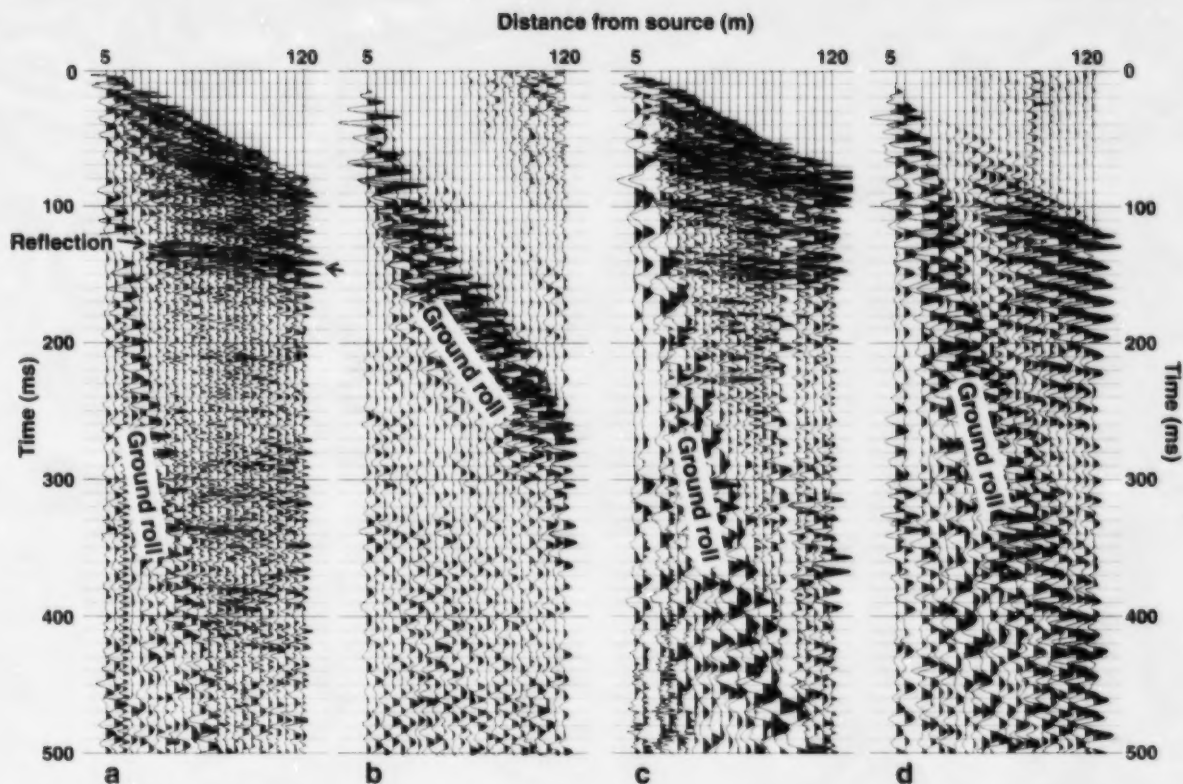 Distance from source (m)
5 120 5 120 5 120 5 120
0 0
100 100
Reflection
200 200
300 300
400 400
500 500
Time (ms)
Time (ms)
Ground roll
Ground roll
Ground roll
Ground roll
a b c d